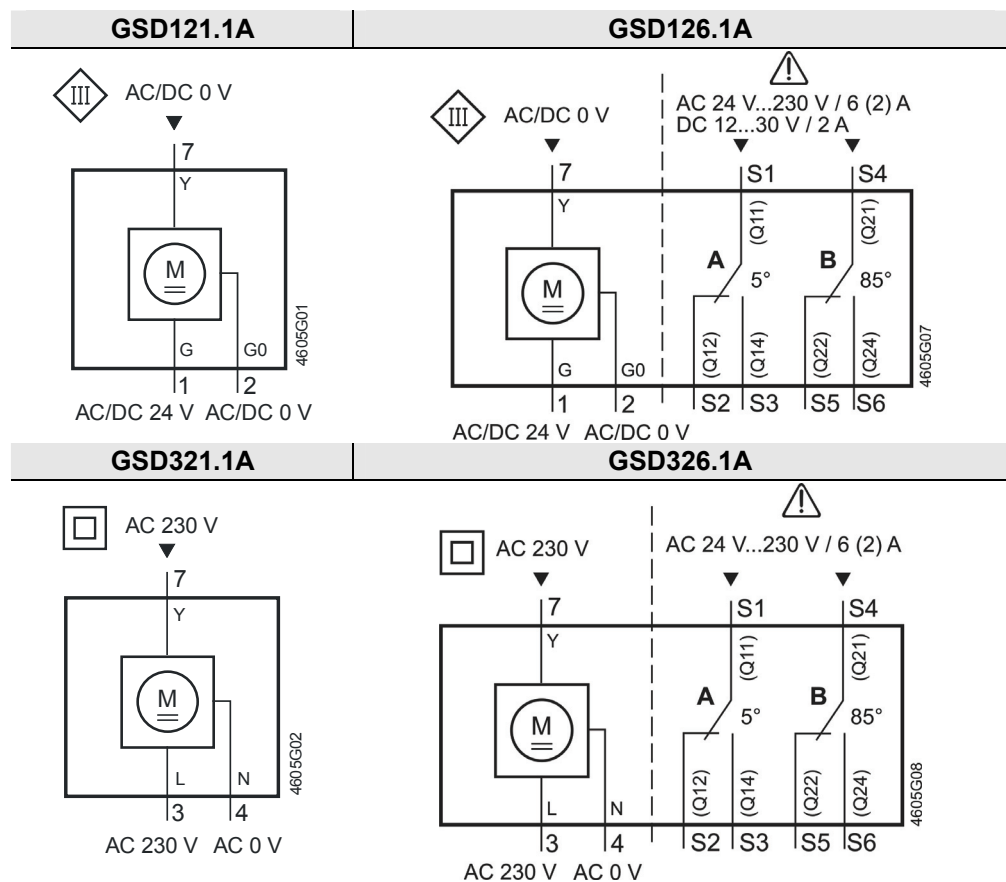 GSD121.1A
GSD126.1A
III
AC/DC 0 V
7
Y
M
G
G0
1
2
AC/DC 24 V AC/DC 0 V
4605G01
III
AC/DC 0 V
AC 24 V...230 V / 6 (2) A
DC 12...30 V / 2 A
7
S1
S4
Y
(Q11)
(Q21)
A
5°
B
85°
M
G
G0
(Q12)
(Q14)
(Q22)
(Q24)
1
2
S2
S3
S5
S6
AC/DC 24 V AC/DC 0 V
4605G07
GSD321.1A
GSD326.1A
AC 230 V
7
Y
M
L
N
3
4
AC 230 V AC 0 V
4605G02
AC 230 V
AC 24 V...230 V / 6 (2) A
7
S1
S4
Y
(Q11)
(Q21)
A
5°
B
85°
M
L
N
(Q12)
(Q14)
(Q22)
(Q24)
3
4
S2
S3
S5
S6
AC 230 V AC 0 V
4605G08